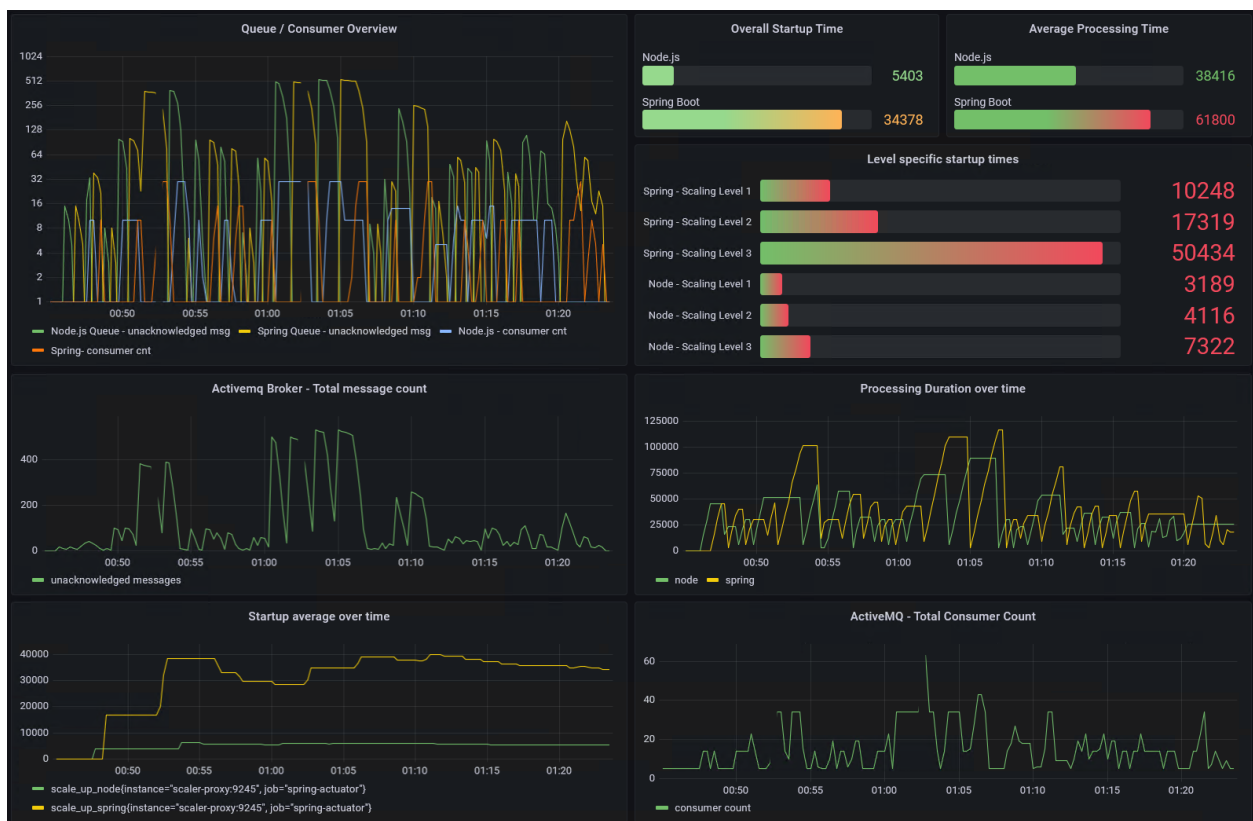 Queue / Consumer Overview
1024
512
256
128
64
32
16
8
4
2
1
00:50 00:55 01:00 01:05 01:10 01:15 01:20
Node.js Queue - unacknowledged msg Spring Queue - unacknowledged msg Node.js - consumer cnt
Spring- consumer cnt
Overall Startup Time
Node.js
5403
Spring Boot
34378
Average Processing Time
Node.js
38416
Spring Boot
61800
Level specific startup times
Spring - Scaling Level 1 10248
Spring - Scaling Level 2 17319
Spring - Scaling Level 3 50434
Node - Scaling Level 1 3189
Node - Scaling Level 2 4116
Node - Scaling Level 3 7322
Activemq Broker - Total message count
400
200
0
00:50 00:55 01:00 01:05 01:10 01:15 01:20
unacknowledged messages
Processing Duration over time
125000
100000
75000
50000
25000
0
00:50 00:55 01:00 01:05 01:10 01:15 01:20
node spring
Startup average over time
40000
30000
20000
10000
0
00:50 00:55 01:00 01:05 01:10 01:15 01:20
scale_up_node{instance="scaler-proxy:9245", job="spring-actuator"}
scale_up_spring{instance="scaler-proxy:9245", job="spring-actuator"}
ActiveMQ - Total Consumer Count
60
40
20
0
00:50 00:55 01:00 01:05 01:10 01:15 01:20
consumer count